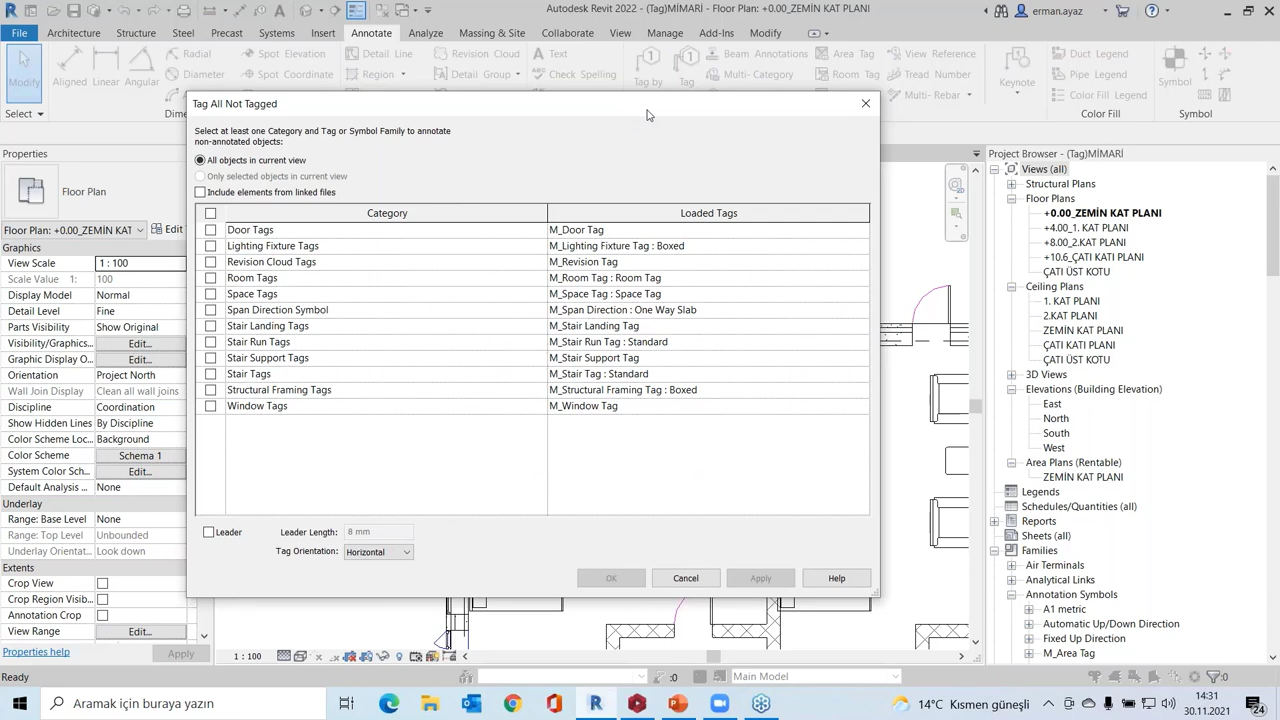 Autodesk Revit 2022 - (Tag)MİMARİ - Floor Plan: +0.00_ZEMİN KAT PLANI
erman.ayaz
File Architecture Structure Steel Precast Systems Insert Annotate Analyze Massing & Site Collaborate View Manage Add-Ins Modify
Radial Spot Elevation Detail Line Revision Cloud Text Beam Annotations Area Tag View Reference Duct Legend
Modify Aligned Linear Angular Diameter Spot Coordinate Region Detail Group Check Spelling Tag by Tag Multi- Category Room Tag Tread Number Keynote Pipe Legend Symbol
Multi- Rebar Color Fill Legend
Select Dime Color Fill Symbol
Tag All Not Tagged
Select at least one Category and Tag or Symbol Family to annotate
non-annotated objects:
All objects in current view
Only selected objects in current view
Include elements from linked files
Category Loaded Tags
Door Tags M_Door Tag
Lighting Fixture Tags M_Lighting Fixture Tag : Boxed
Revision Cloud Tags M_Revision Tag
Room Tags M_Room Tag : Room Tag
Space Tags M_Space Tag : Space Tag
Span Direction Symbol M_Span Direction : One Way Slab
Stair Landing Tags M_Stair Landing Tag
Stair Run Tags M_Stair Run Tag : Standard
Stair Support Tags M_Stair Support Tag
Stair Tags M_Stair Tag : Standard
Structural Framing Tags M_Structural Framing Tag : Boxed
Window Tags M_Window Tag
Leader Leader Length: 8 mm
Tag Orientation: Horizontal
OK Cancel Apply Help
Properties
Floor Plan
Floor Plan: +0.00_ZEMİN KAT Edit
Graphics
View Scale 1 : 100
Scale Value 1: 100
Display Model Normal
Detail Level Fine
Parts Visibility Show Original
Visibility/Graphi... Edit...
Graphic Display O... Edit...
Orientation Project North
Wall Join Display Clean all wall joins
Discipline Coordination
Show Hidden Lines By Discipline
Color Scheme Loc... Background
Color Scheme Schema 1
System Color Sch... Edit...
Default Analysis ... None
Underlay
Range: Base Level None
Range: Top Level Unbounded
Underlay Orientat... Look down
Extents
Crop View
Crop Region Visib...
Annotation Crop
View Range Edit...
Properties help Apply
Project Browser - (Tag)MİMARİ
Views (all)
Structural Plans
Floor Plans
+0.00_ZEMİN KAT PLANI
+4.00_1. KAT PLANI
+8.00_2.KAT PLANI
+10.6_ÇATI KATI PLANI
ÇATI ÜST KOTU
Ceiling Plans
1. KAT PLANI
2.KAT PLANI
ZEMİN KAT PLANI
ÇATI KATI PLANI
ÇATI ÜST KOTU
3D Views
Elevations (Building Elevation)
East
North
South
West
Area Plans (Rentable)
ZEMİN KAT PLANI
Legends
Schedules/Quantities (all)
Reports
Sheets (all)
Families
Air Terminals
Analytical Links
Annotation Symbols
A1 metric
Automatic Up/Down Direction
Fixed Up Direction
M_Area Tag
1 : 100
Ready :0 Main Model :0
Aramak için buraya yazın 14°C Kısmen güneşli 14:31
30.11.2021 24